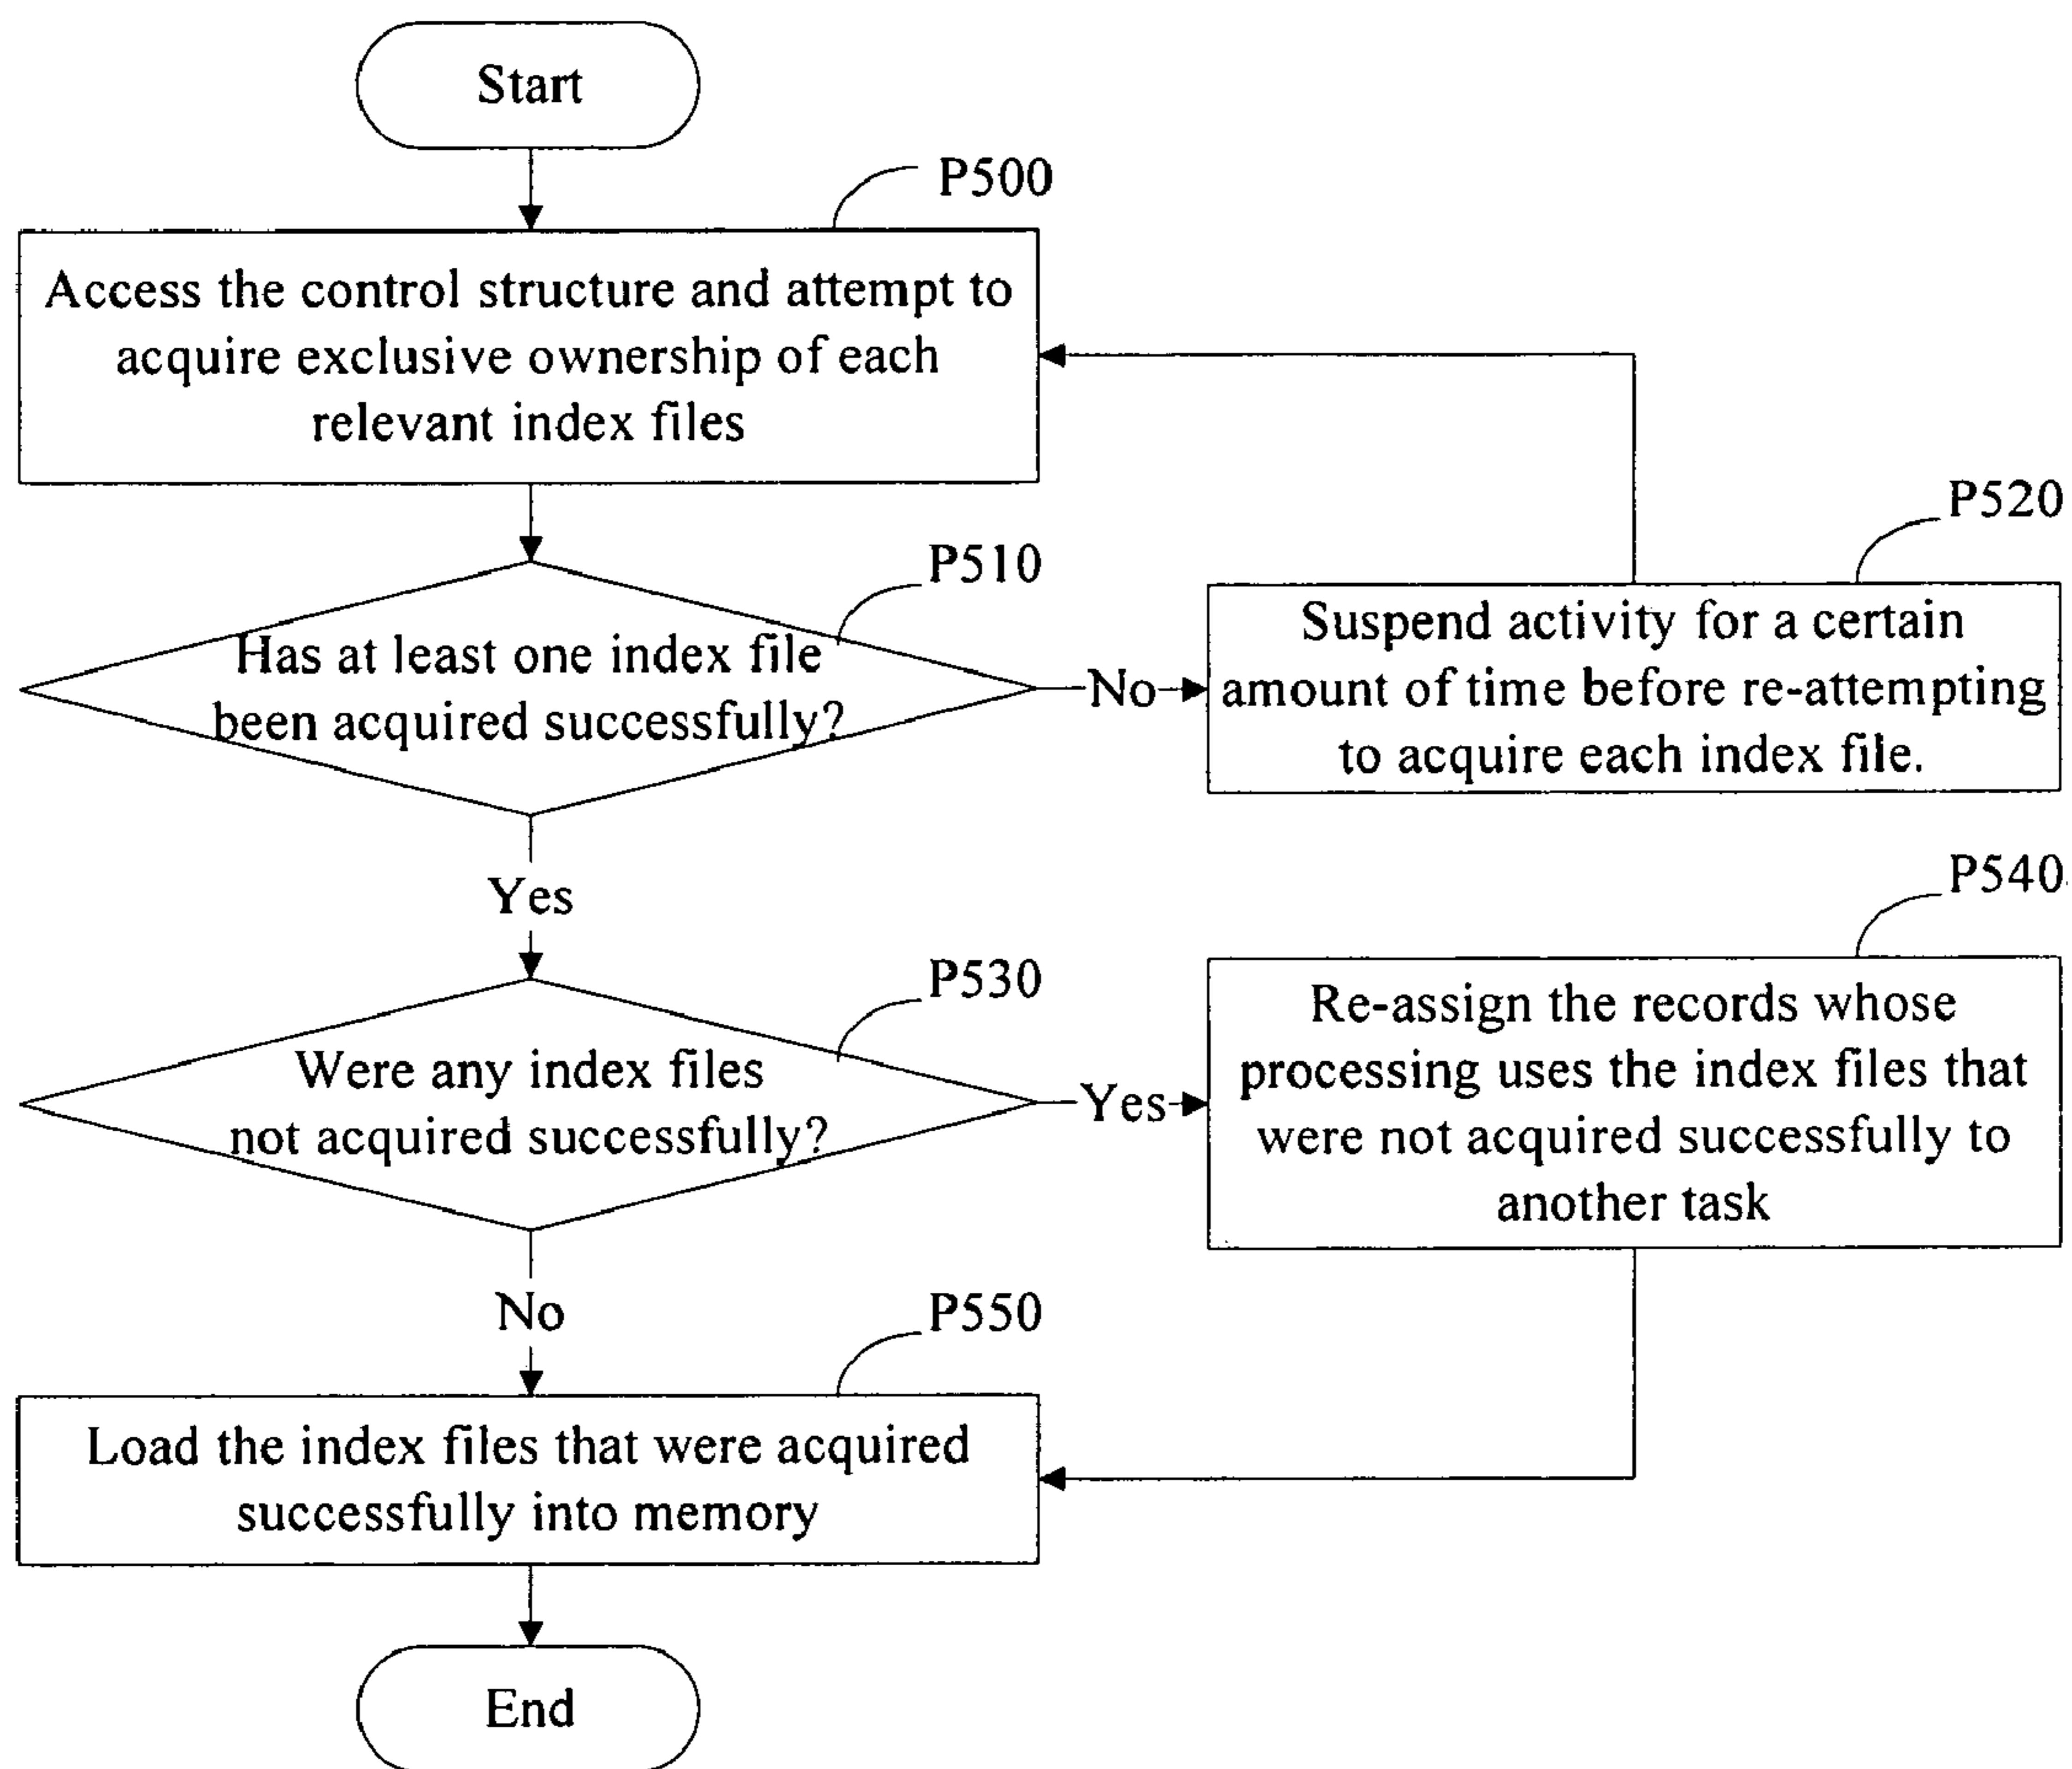 Start
P500
Access the control structure and attempt to
acquire exclusive ownership of each
relevant index files
P510
Has at least one index file
been acquired successfully?
No
P520
Suspend activity for a certain
amount of time before re-attempting
to acquire each index file.
Yes
P530
Were any index files
not acquired successfully?
Yes
P540
Re-assign the records whose
processing uses the index files that
were not acquired successfully to
another task
No
P550
Load the index files that were acquired
successfully into memory
End